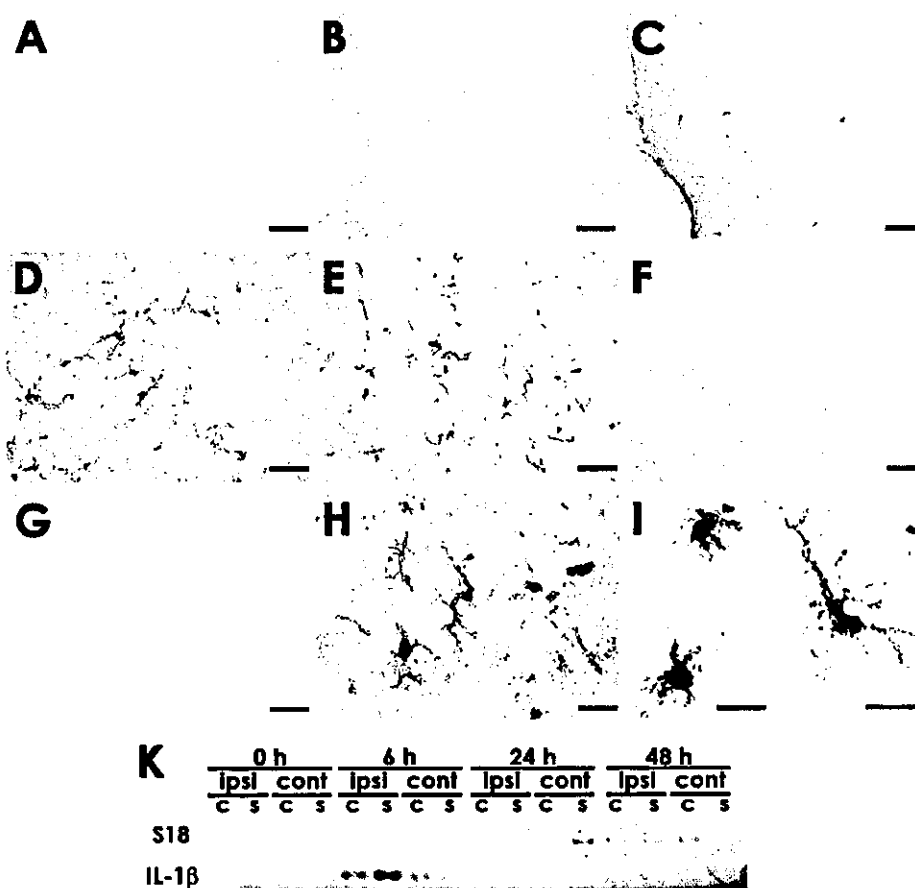 A B C
D E F
G H I
K 0 h 6 h 24 h 48 h
ipsi cont ipsi cont ipsi cont ipsi cont
c s c s c s c s c s c s c s c s
S18
IL-1β